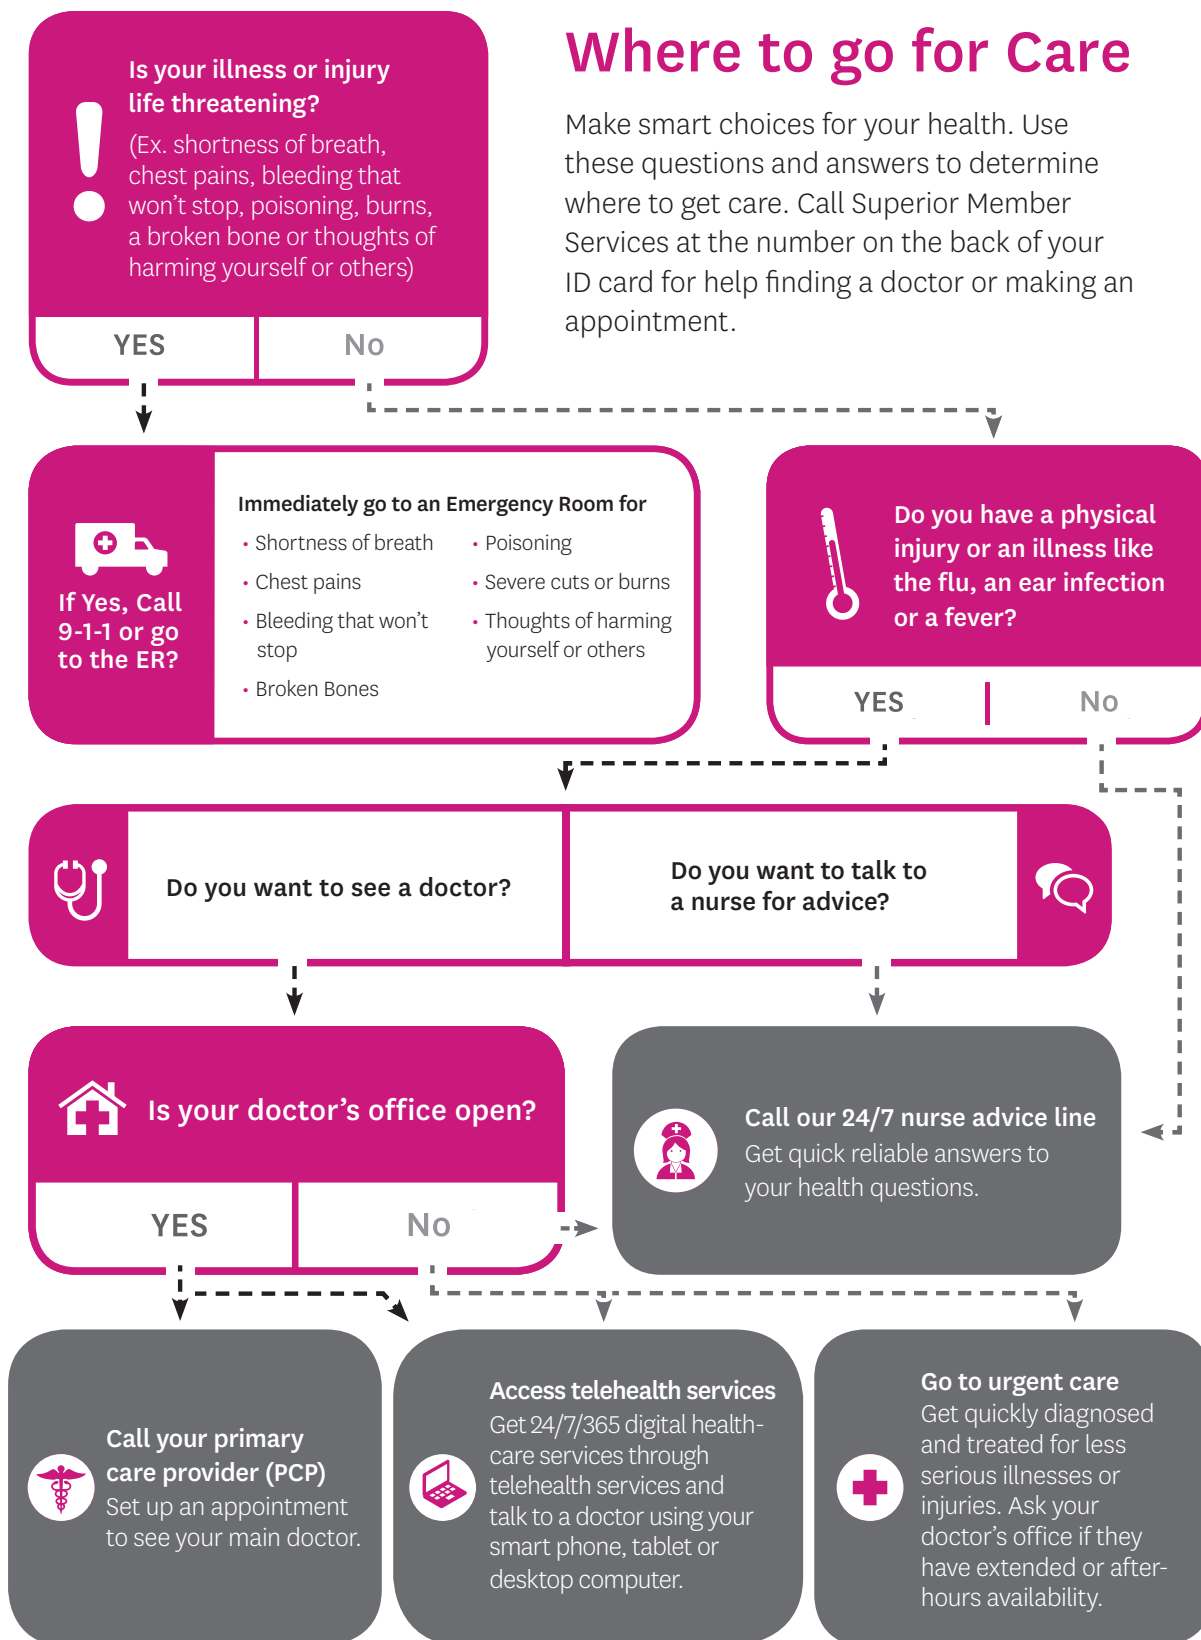 Where to go for Care
Make smart choices for your health. Use
these questions and answers to determine
where to get care. Call Superior Member
Services at the number on the back of your
ID card for help finding a doctor or making an
appointment.
Is your illness or injury
life threatening?
(Ex. shortness of breath,
chest pains, bleeding that
won't stop, poisoning, burns,
a broken bone or thoughts of
harming yourself or others)
YES
No
If Yes, Call
9-1-1 or go
to the ER?
Immediately go to an Emergency Room for
• Shortness of breath
• Chest pains
• Bleeding that won't
stop
• Broken Bones
• Poisoning
• Severe cuts or burns
• Thoughts of harming
yourself or others
Do you have a physical
injury or an illness like
the flu, an ear infection
or a fever?
YES
No
Do you want to see a doctor?
Do you want to talk to
a nurse for advice?
Is your doctor's office open?
YES
No
Call our 24/7 nurse advice line
Get quick reliable answers to
your health questions.
Call your primary
care provider (PCP)
Set up an appointment
to see your main doctor.
Access telehealth services
Get 24/7/365 digital health-
care services through
telehealth services and
talk to a doctor using your
smart phone, tablet or
desktop computer.
Go to urgent care
Get quickly diagnosed
and treated for less
serious illnesses or
injuries. Ask your
doctor's office if they
have extended or after-
hours availability.